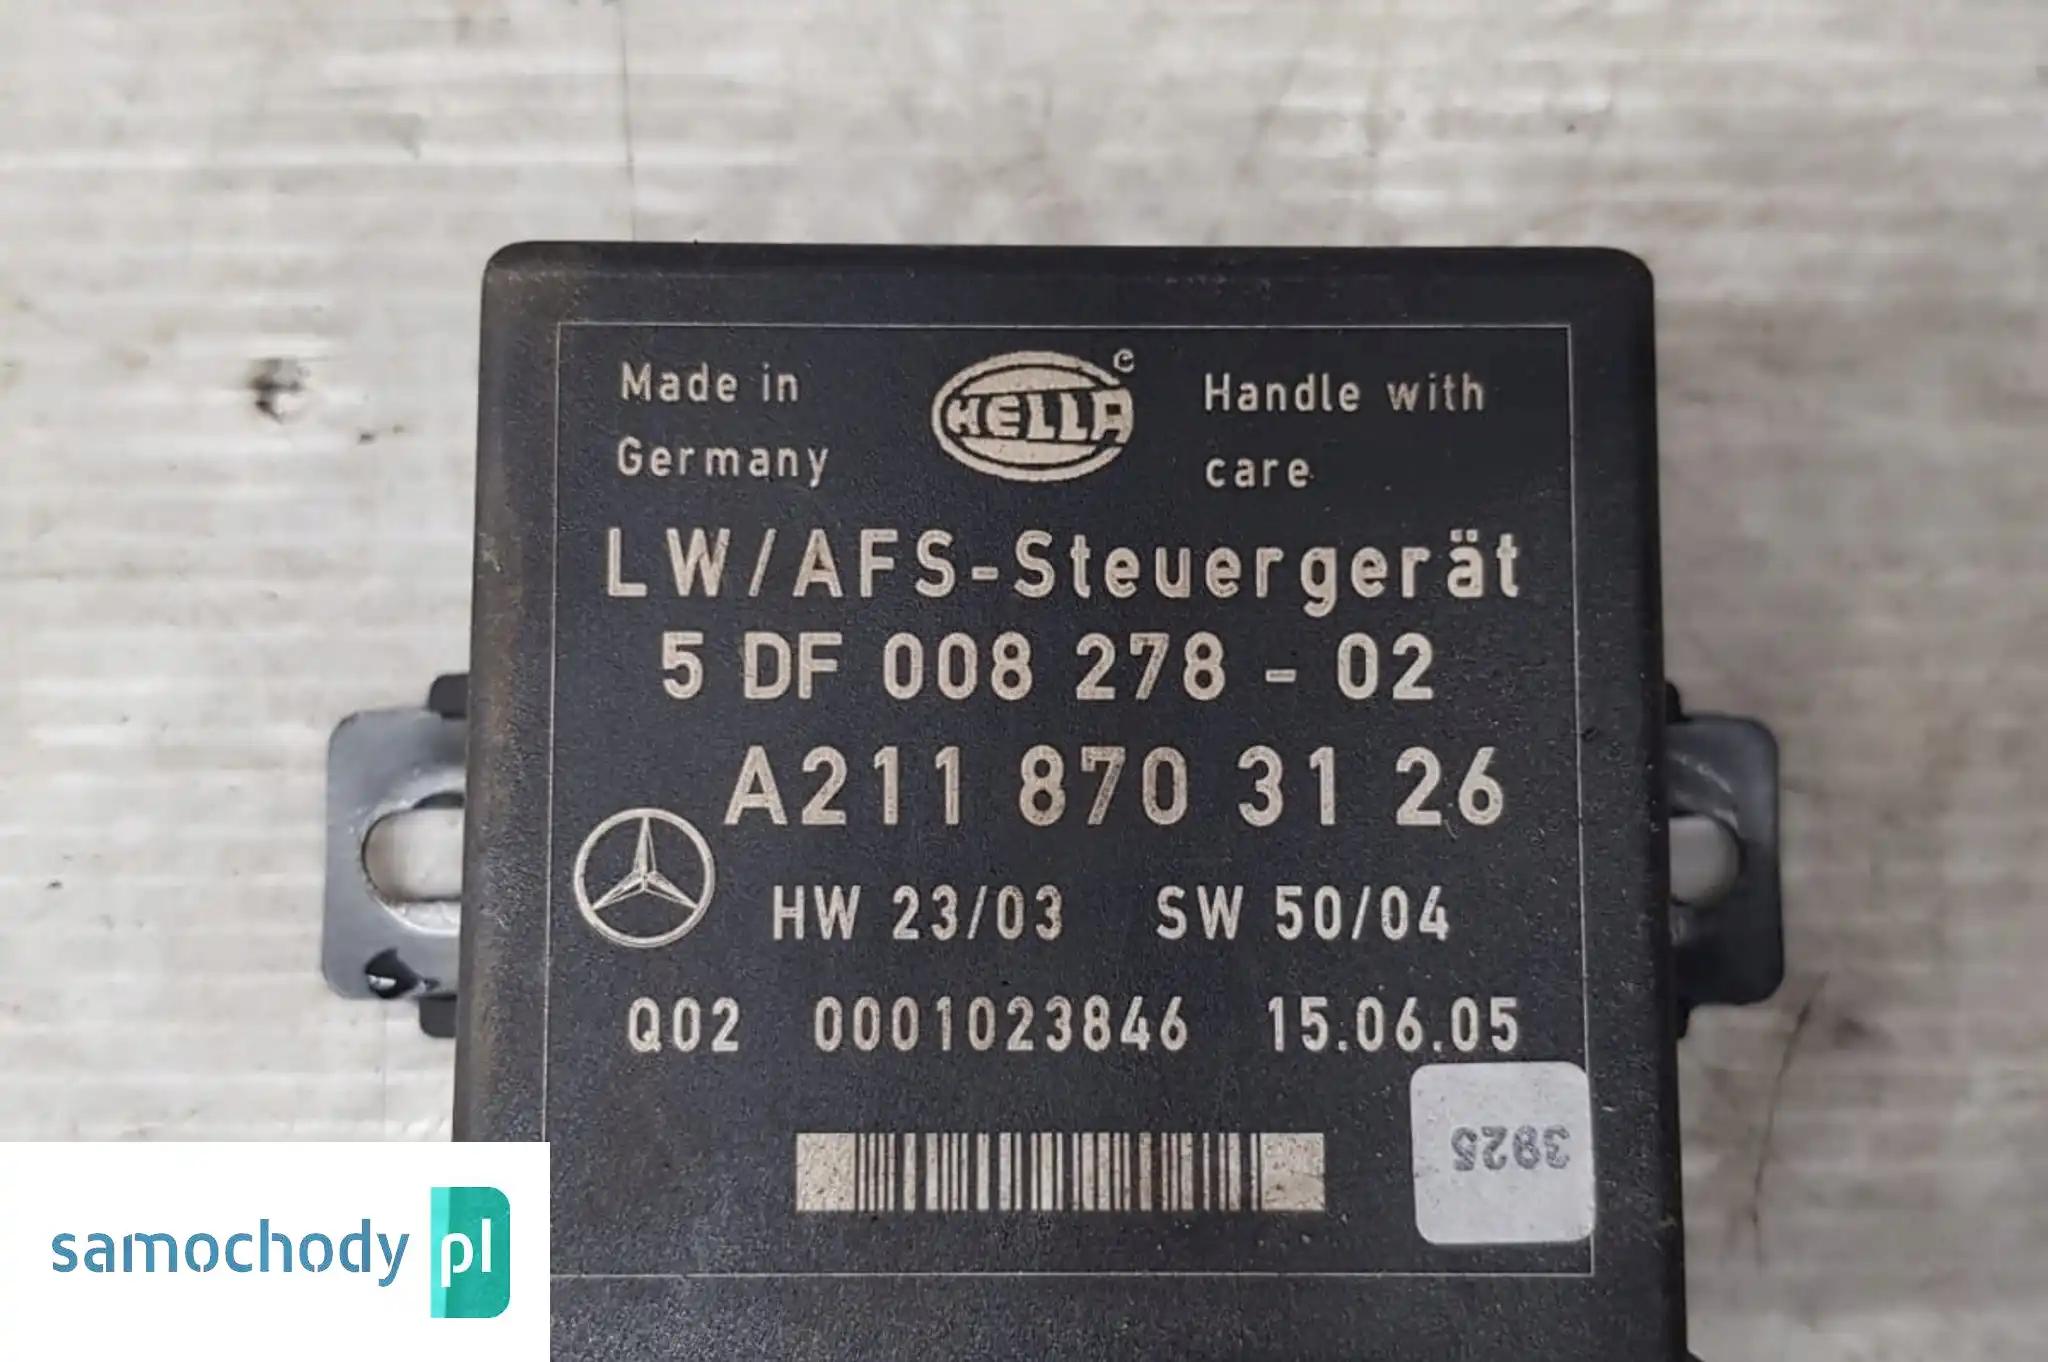 Made in
Germany
HELLA
Handle with
care
LW/AFS-Steuergerät
5 DF 008 278 - 02
A211 870 31 26
HW 23/03 SW 50/04
Q02 0001023846 15.06.05
3925
samochody pl